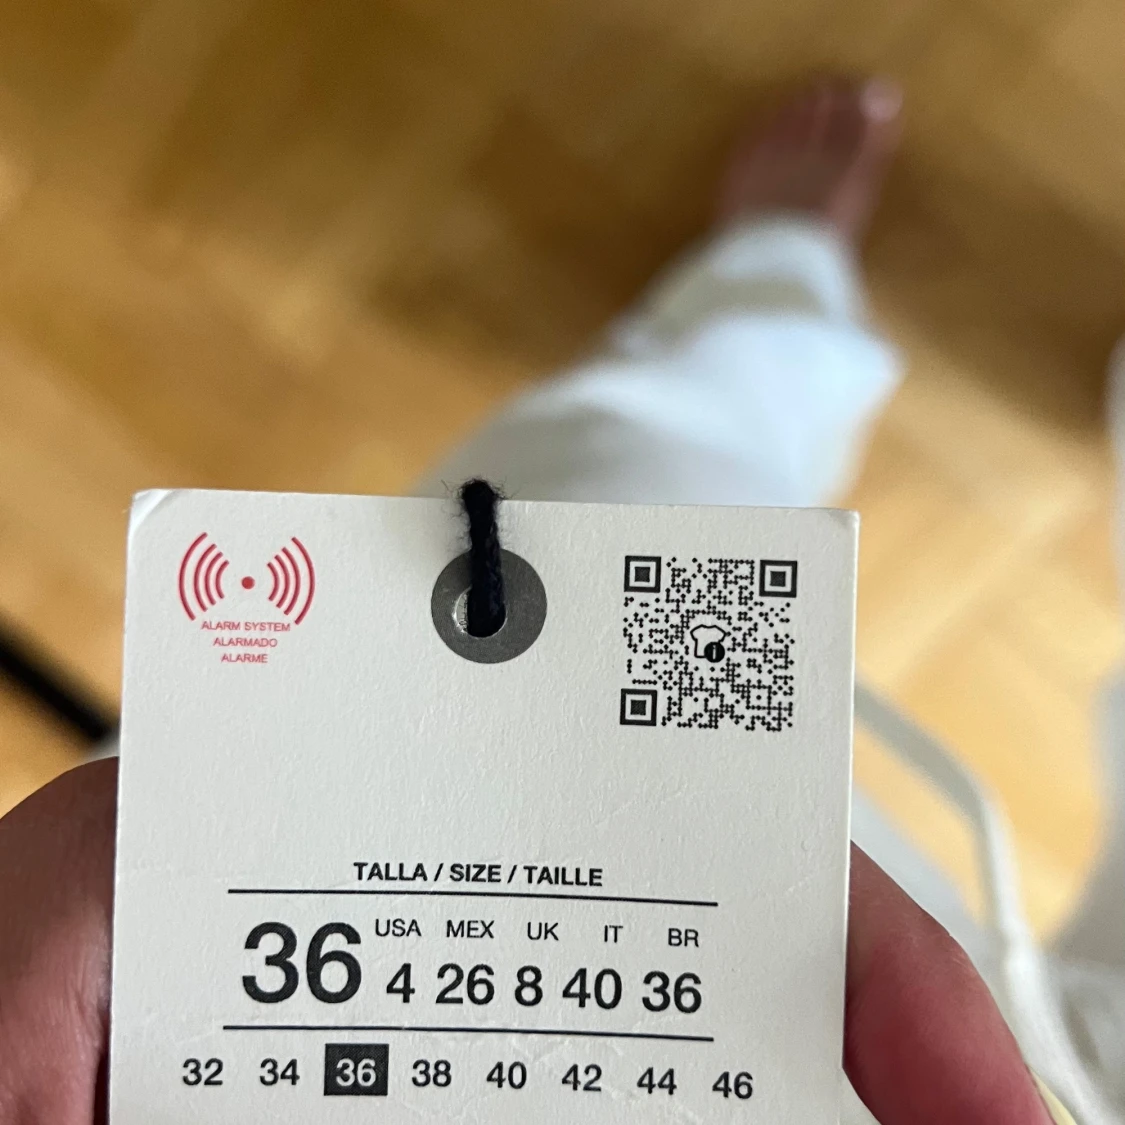 ALARM SYSTEM
ALARMADO
ALARME
TALLA / SIZE / TAILLE
36 USA MEX UK IT BR
4 26 8 40 36
32 34 36 38 40 42 44 46